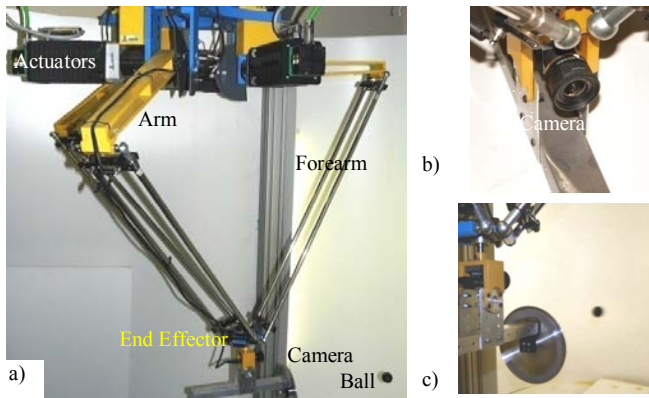 Actuators
Arm
Forearm
End Effector
Camera
Ball
a)
Camera
b)
c)